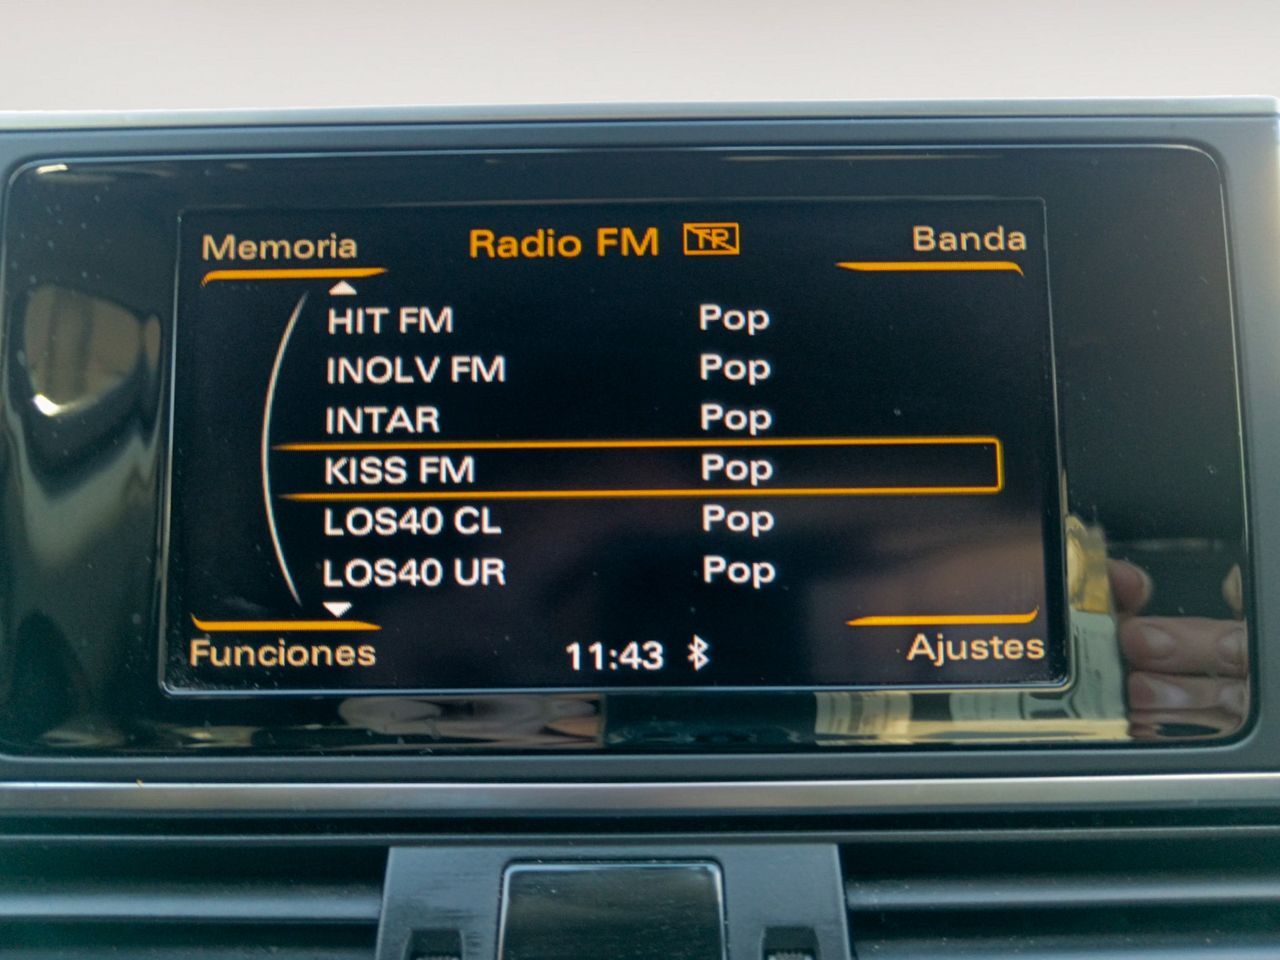 Memoria Radio FM TR Banda
HIT FM Pop
INOLV FM Pop
INTAR Pop
KISS FM Pop
LOS40 CL Pop
LOS40 UR Pop
Funciones 11:43 Ajustes